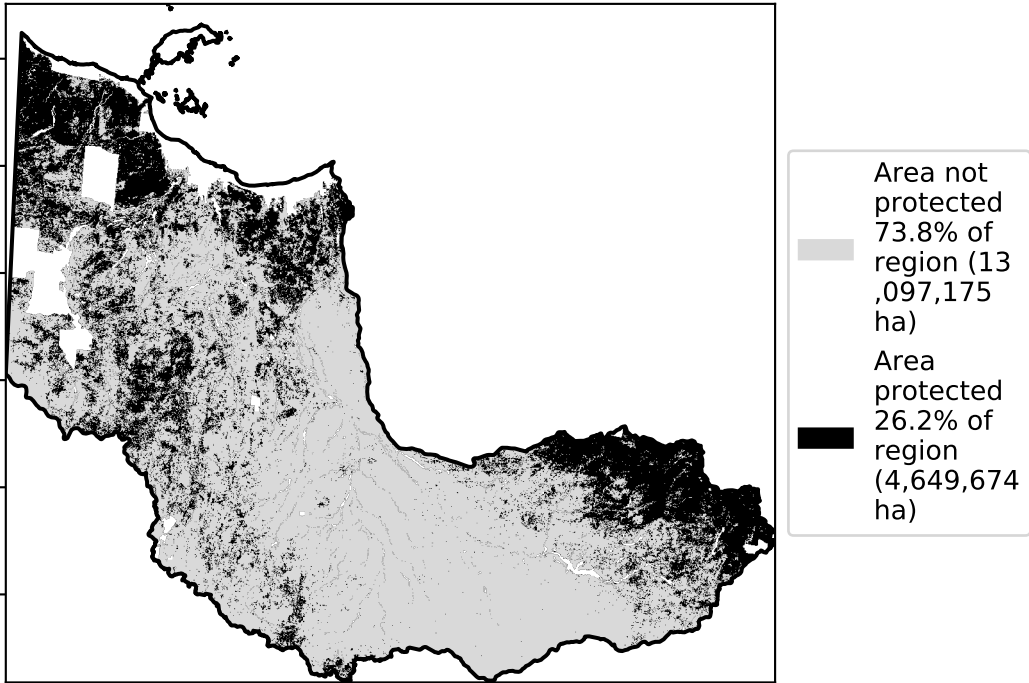 Area not
protected
73.8% of
region (13
,097,175
ha)
Area
protected
26.2% of
region
(4,649,674
ha)